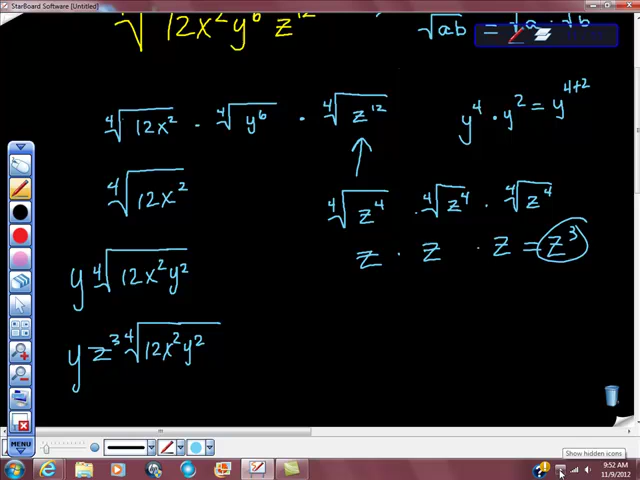 StarBoard Software [Untitled]
⁴√12x²y⁶z¹²
√ab = √a · √b
⁴√12x² · ⁴√y⁶ · ⁴√z¹²
y⁴ · y² = y⁴⁺²
⁴√12x²
⁴√z⁴ · ⁴√z⁴ · ⁴√z⁴
z · z · z = z³
y ⁴√12x²y²
y z³ ⁴√12x²y²
MENU
Show hidden icons
9:52 AM
11/9/2012